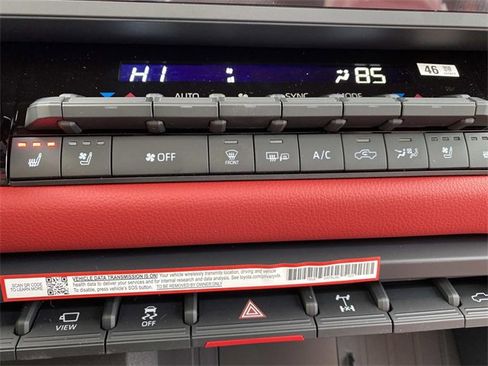 HI 85
46
AUTO SYNC MODE
OFF FRONT A/C
SCAN QR CODE
TO LEARN MORE
VEHICLE DATA TRANSMISSION IS ON! Your vehicle wirelessly transmits location, driving and vehicle
health data to deliver your services and for internal research and data analysis. See toyota.com/privacyvts.
To disable, press vehicle's SOS button. TO BE REMOVED BY OWNER ONLY
VIEW OFF